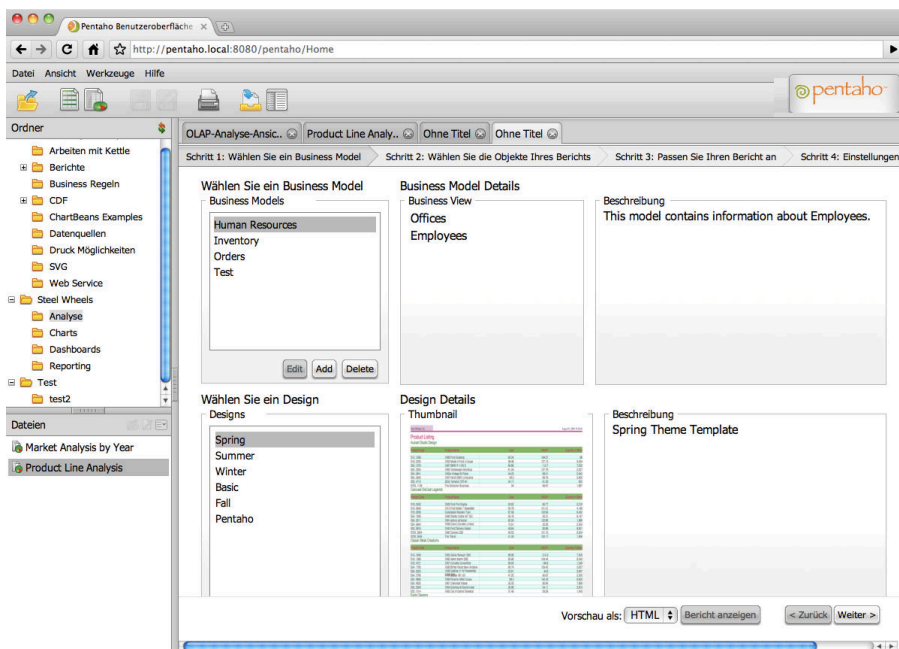 Pentaho Benutzeroberfläche
http://pentaho.local:8080/pentaho/Home
Datei Ansicht Werkzeuge Hilfe
pentaho
Ordner
Arbeiten mit Kettle
Berichte
Business Regeln
CDF
ChartBeans Examples
Datenquellen
Druck Möglichkeiten
SVG
Web Service
Steel Wheels
Analyse
Charts
Dashboards
Reporting
Test
test2
Dateien
Market Analysis by Year
Product Line Analysis
OLAP-Analyse-Ansic.. Product Line Analy.. Ohne Titel Ohne Titel
Schritt 1: Wählen Sie ein Business Model Schritt 2: Wählen Sie die Objekte Ihres Berichts Schritt 3: Passen Sie Ihren Bericht an Schritt 4: Einstellungen
Wählen Sie ein Business Model
Business Models
Human Resources
Inventory
Orders
Test
Edit Add Delete
Business Model Details
Business View
Offices
Employees
Beschreibung
This model contains information about Employees.
Wählen Sie ein Design
Designs
Spring
Summer
Winter
Basic
Fall
Pentaho
Design Details
Thumbnail
Product Listing
Beschreibung
Spring Theme Template
Vorschau als: HTML Bericht anzeigen < Zurück Weiter >